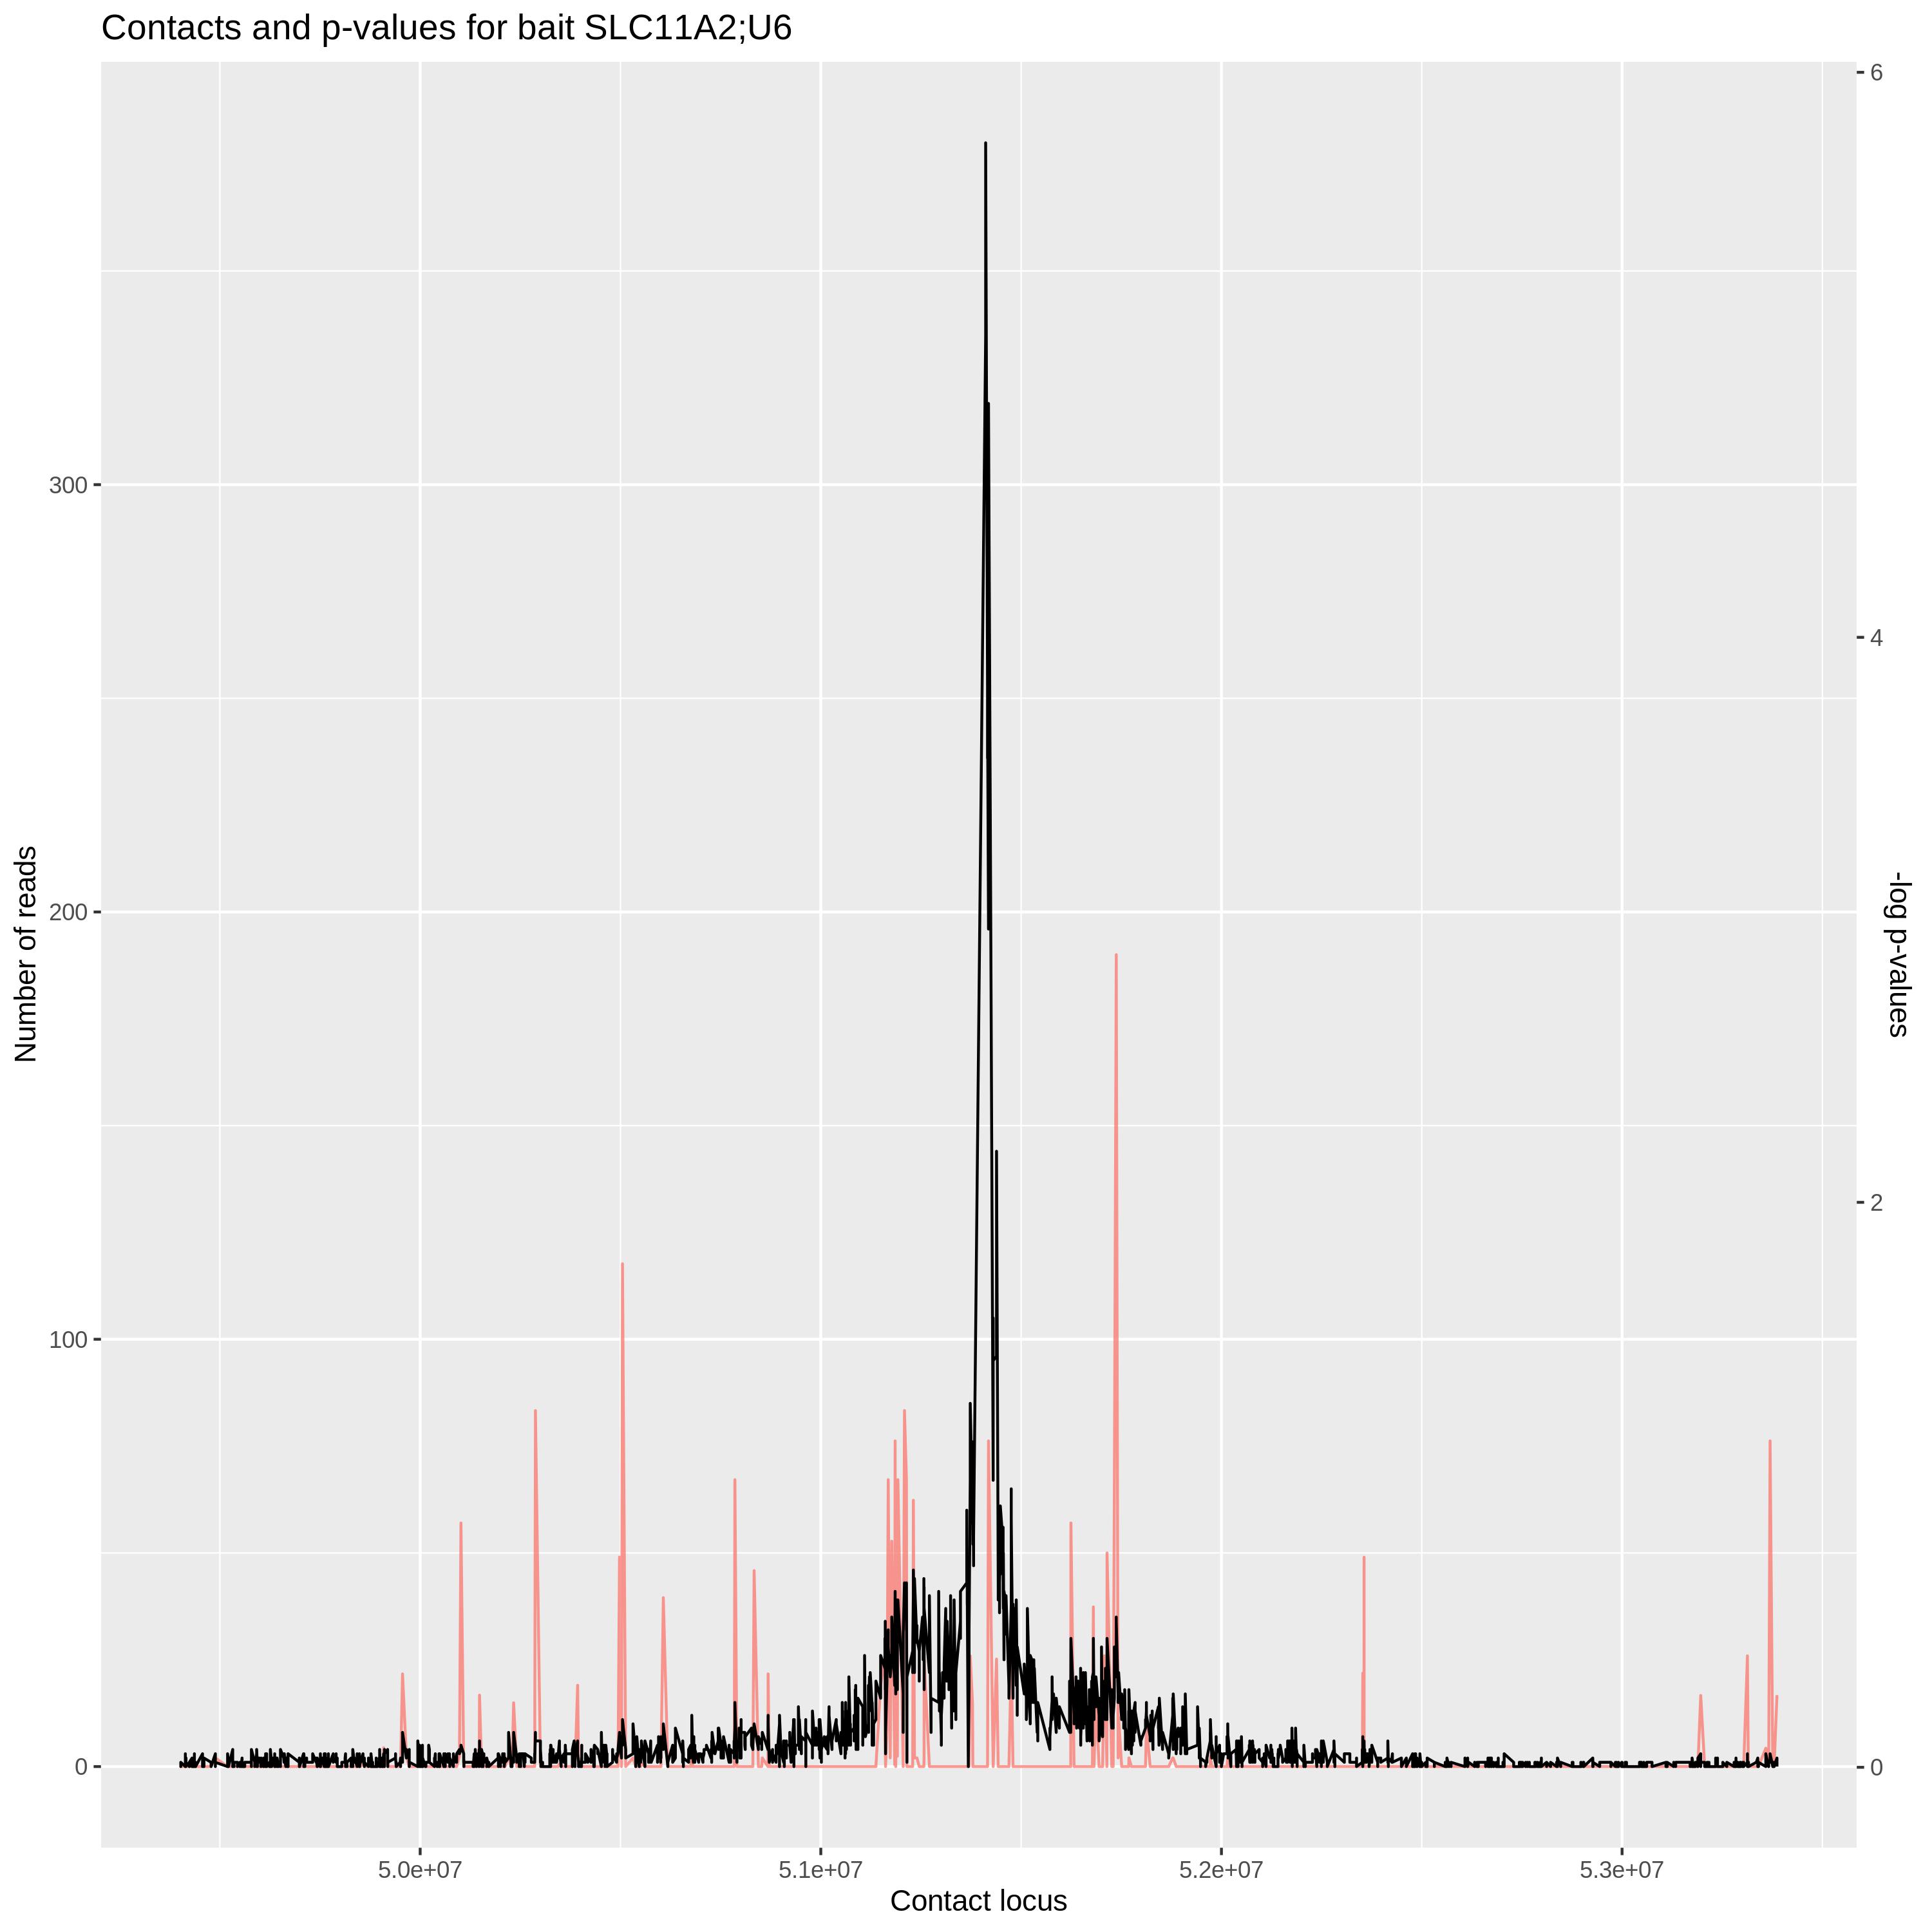 Contacts and p-values for bait SLC11A2;U6
6
4
2
0
-log p-values
300
200
100
0
Number of reads
5.0e+07 5.1e+07 5.2e+07 5.3e+07
Contact locus